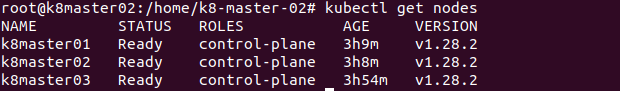 root@k8master02:/home/k8-master-02# kubectl get nodes
NAME STATUS ROLES AGE VERSION
k8master01 Ready control-plane 3h9m v1.28.2
k8master02 Ready control-plane 3h8m v1.28.2
k8master03 Ready control-plane 3h54m v1.28.2